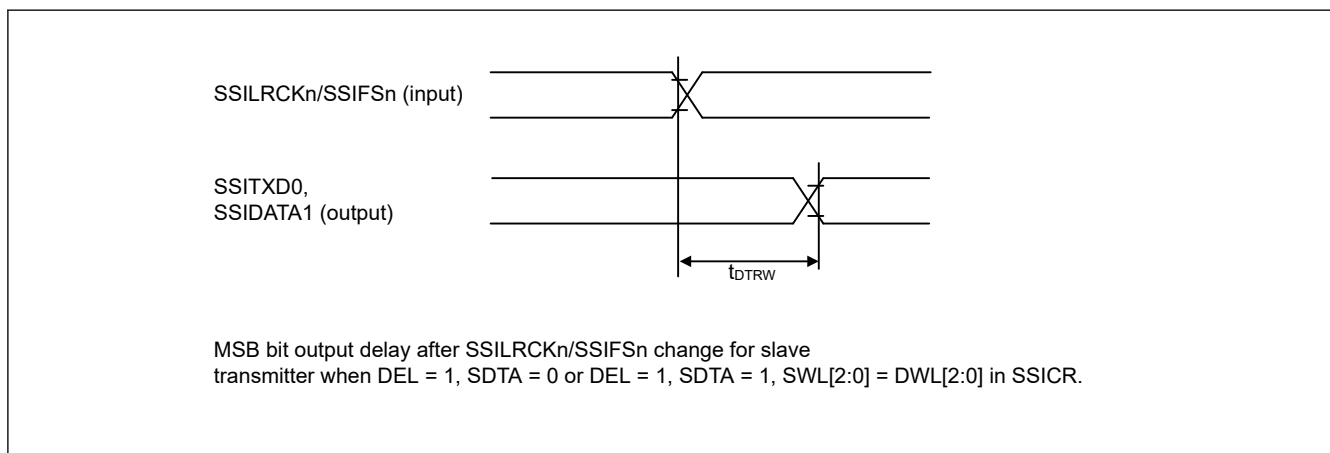 SSILRCKn/SSIFSn (input)
SSITXD0,
SSIDATA1 (output)
tDTRW
MSB bit output delay after SSILRCKn/SSIFSn change for slave
transmitter when DEL = 1, SDTA = 0 or DEL = 1, SDTA = 1, SWL[2:0] = DWL[2:0] in SSICR.